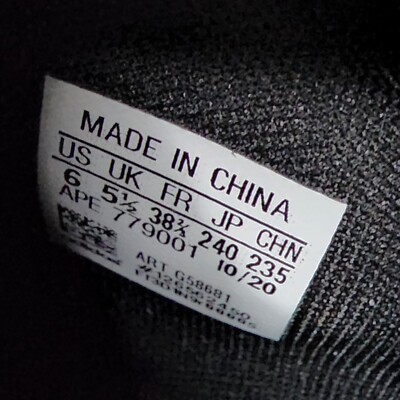 MADE IN CHINA
US UK FR JP CHN
6 5½ 38⅔ 240 235
APE 779001 10/20
ART G58681